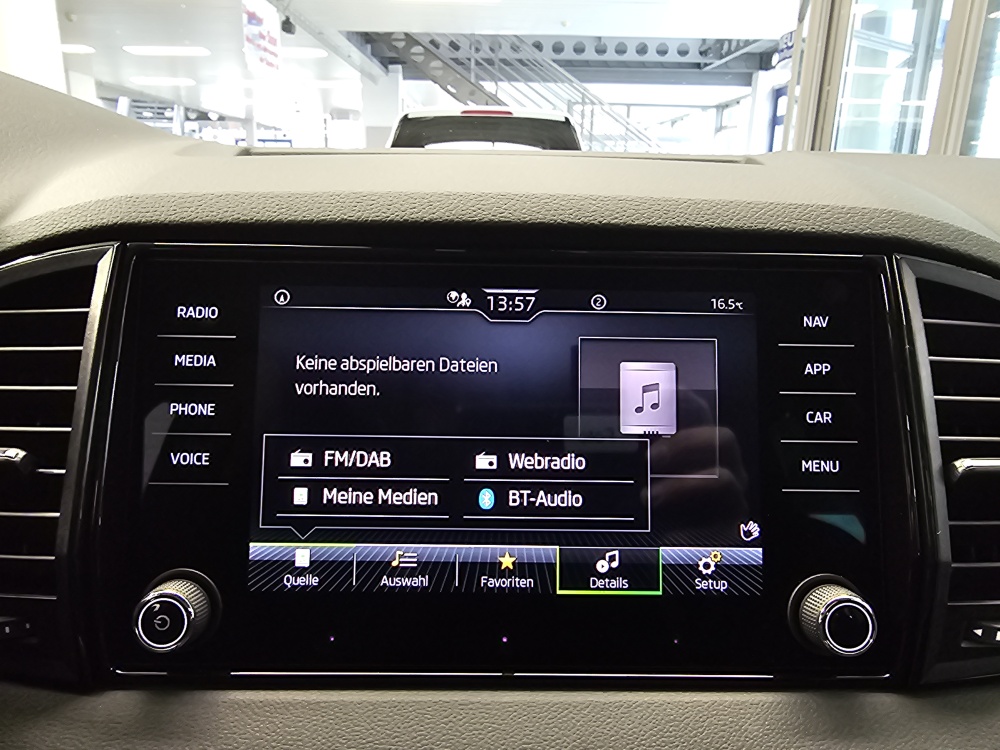 RADIO
MEDIA
PHONE
VOICE
13:57
2
16.5°C
Keine abspielbaren Dateien
vorhanden.
FM/DAB
Webradio
Meine Medien
BT-Audio
Quelle
Auswahl
Favoriten
Details
Setup
NAV
APP
CAR
MENU